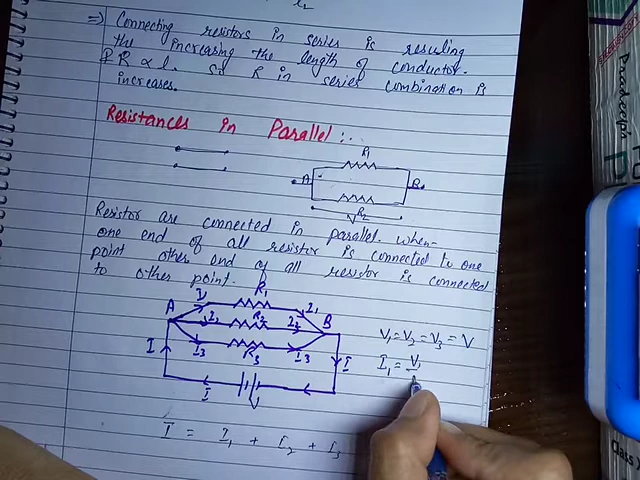 ⇒) Connecting resistors in series is resuling
the increasing the length of conductor.
R ∝ l. so R in series combination is
increases.
Resistances in Parallel :-
R1
A B
R2
V
Resistor are connected in parallel. when
one end of all resistor is connected to one
point other end of all resistor is connected
to other point.
R1
A V I1
I2 R2 I2 B
I3 R3 I3
I I
I V
V1 = V2 = V3 = V
I1 = V1
I = I1 + I2 + I3
Pardeep's
Class X